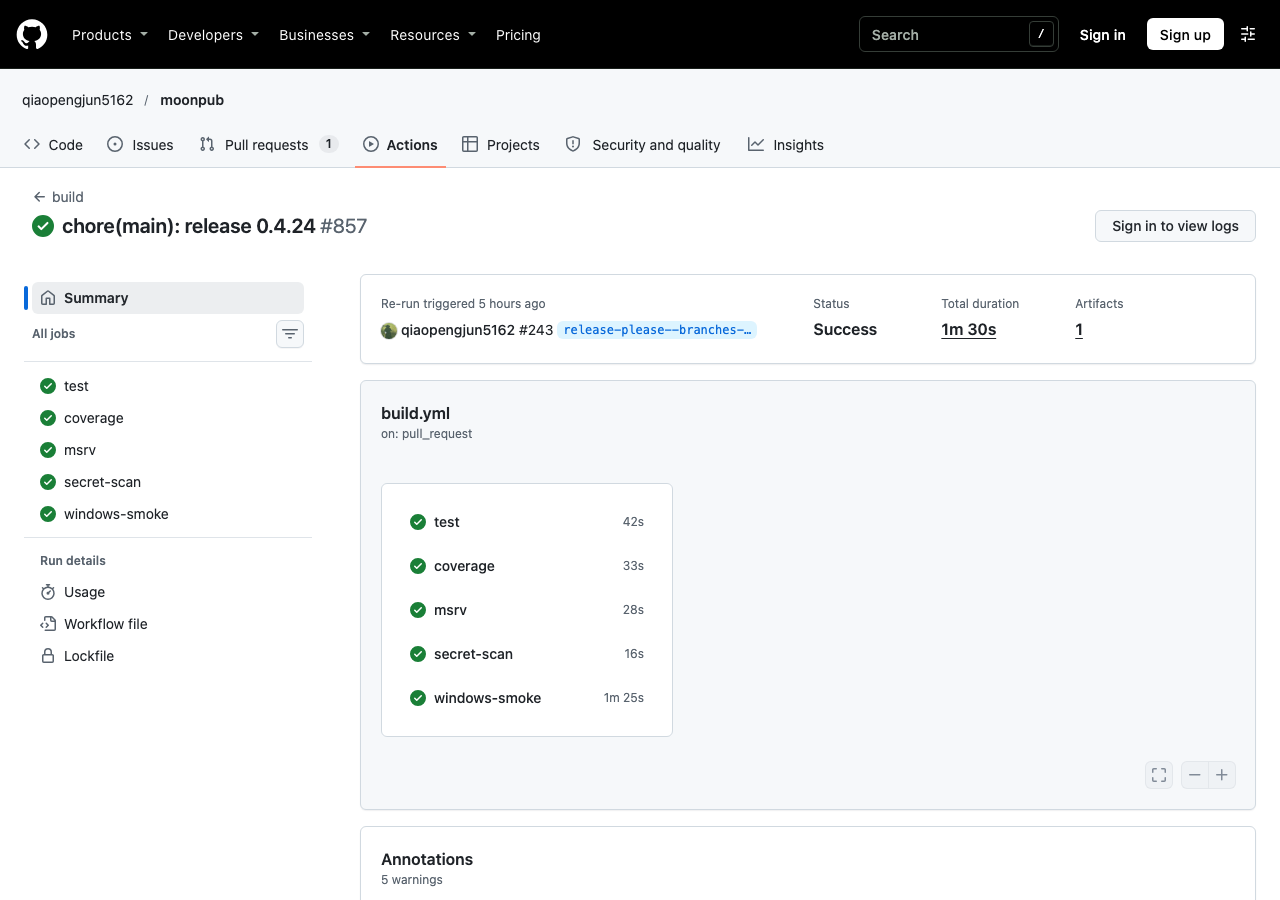 Products Developers Businesses Resources Pricing Search / Sign in Sign up
qiaopengjun5162 / moonpub
Code Issues Pull requests 1 Actions Projects Security and quality Insights
build
chore(main): release 0.4.24 #857
Sign in to view logs
Summary
All jobs
test
coverage
msrv
secret-scan
windows-smoke
Run details
Usage
Workflow file
Lockfile
Re-run triggered 5 hours ago
qiaopengjun5162 #243 release-please--branches-…
Status
Success
Total duration
1m 30s
Artifacts
1
build.yml
on: pull_request
test 42s
coverage 33s
msrv 28s
secret-scan 16s
windows-smoke 1m 25s
Annotations
5 warnings